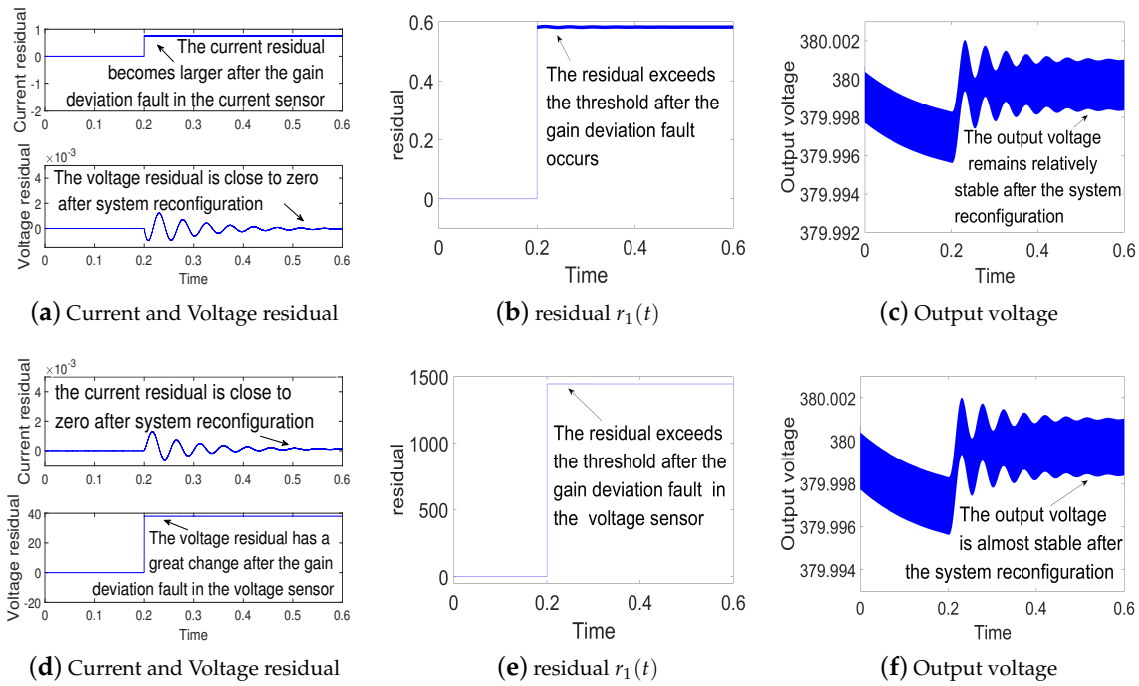 Current residual
1
0
-1
-2
The current residual
becomes larger after the gain
deviation fault in the current sensor
0 0.1 0.2 0.3 0.4 0.5 0.6
Voltage residual
×10⁻³
4
2
0
The voltage residual is close to zero
after system reconfiguration
0 0.1 0.2 0.3 0.4 0.5 0.6
Time
(a) Current and Voltage residual
residual
0.6
0.4
0.2
0
The residual exceeds
the threshold after the
gain deviation fault
occurs
0 0.2 0.4 0.6
Time
(b) residual r₁(t)
Output voltage
380.002
380
379.998
379.996
379.994
379.992
The output voltage
remains relatively
stable after the system
reconfiguration
0 0.2 0.4 0.6
Time
(c) Output voltage
Current residual
×10⁻³
4
2
0
the current residual is close to
zero after system reconfiguration
0 0.1 0.2 0.3 0.4 0.5 0.6
Voltage residual
40
20
0
-20
The voltage residual has a
great change after the gain
deviation fault in the voltage sensor
0 0.1 0.2 0.3 0.4 0.5 0.6
Time
(d) Current and Voltage residual
residual
1500
1000
500
0
The residual exceeds
the threshold after the
gain deviation fault in
the voltage sensor
0 0.2 0.4 0.6
Time
(e) residual r₁(t)
Output voltage
380.002
380
379.998
379.996
379.994
The output voltage
is almost stable after
the system reconfiguration
0 0.2 0.4 0.6
Time
(f) Output voltage